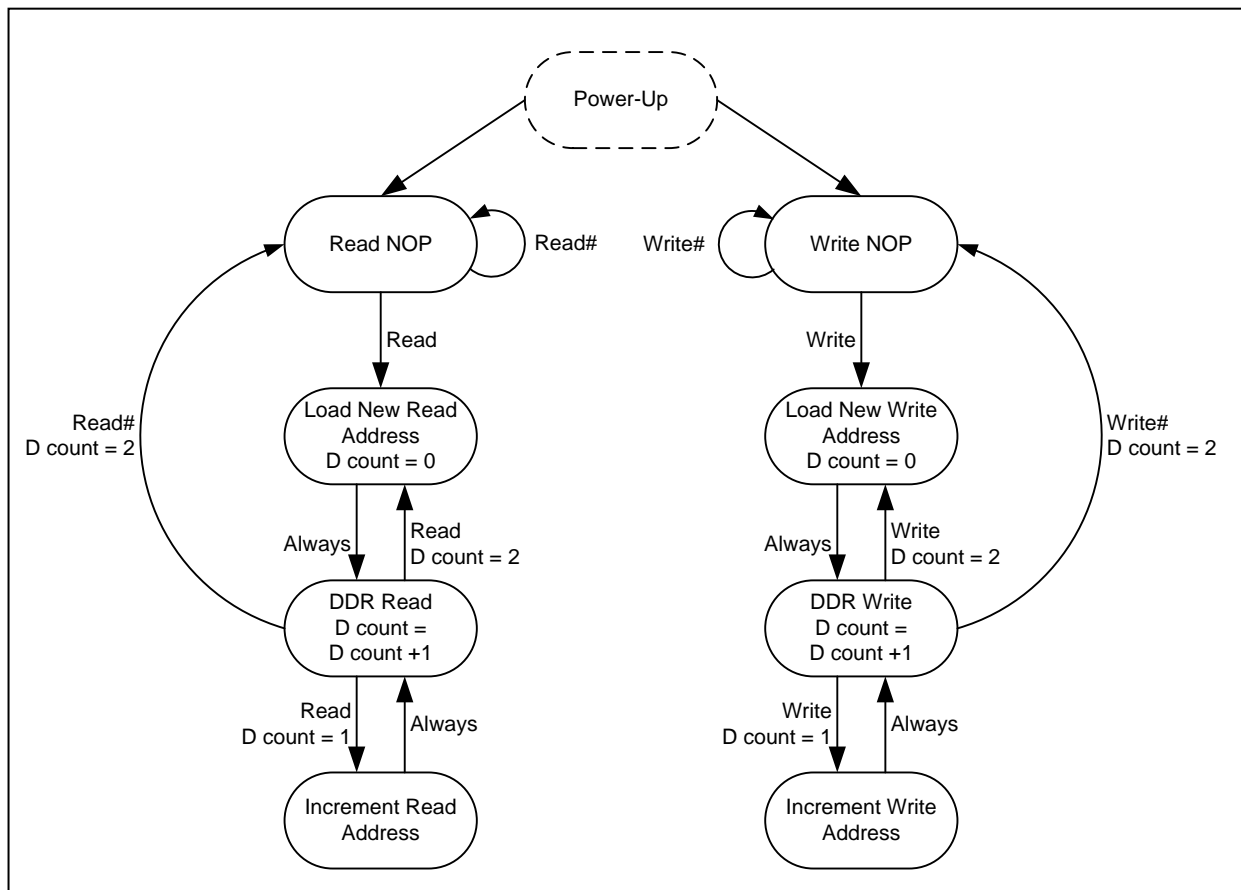 Power-Up
Read NOP
Read#
Write#
Write NOP
Read
Write
Load New Read
Address
D count = 0
Load New Write
Address
D count = 0
Read#
D count = 2
Write#
D count = 2
Always
Read
D count = 2
Always
Write
D count = 2
DDR Read
D count =
D count +1
DDR Write
D count =
D count +1
Read
D count = 1
Always
Write
D count = 1
Always
Increment Read
Address
Increment Write
Address